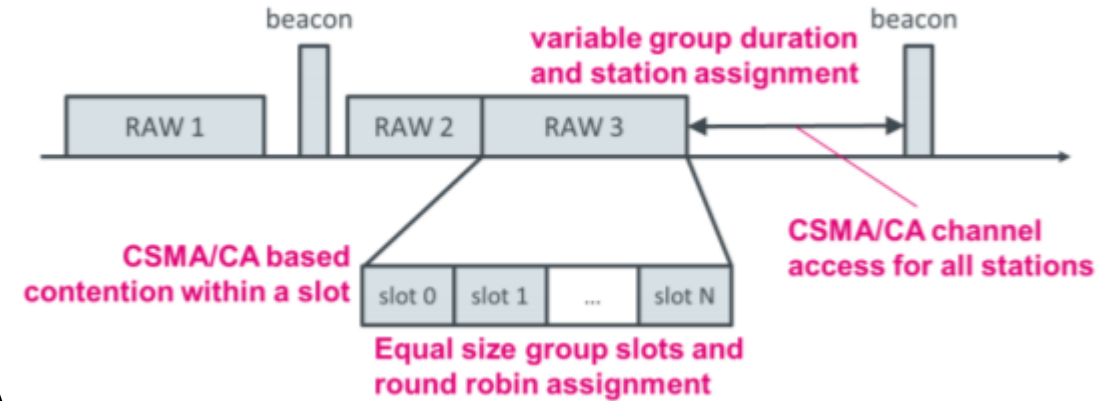 beacon
beacon
variable group duration
and station assignment
RAW 1
RAW 2
RAW 3
CSMA/CA channel
access for all stations
CSMA/CA based
contention within a slot
slot 0
slot 1
...
slot N
Equal size group slots and
round robin assignment